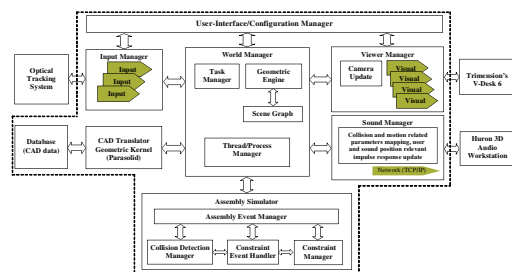 User-Interface/Configuration Manager
Optical
Tracking
System
Input Manager
Input
Input
Input
World Manager
Task
Manager
Geometric
Engine
Scene Graph
Thread/Process
Manager
Viewer Manager
Camera
Update
Visual
Visual
Visual
Visual
Trimension's
V-Desk 6
Database
(CAD data)
CAD Translator
Geometric Kernel
(Parasolid)
Sound Manager
Collision and motion related
parameters mapping, user
and sound position relevant
impulse response update
Network (TCP/IP)
Huron 3D
Audio
Workstation
Assembly Simulator
Assembly Event Manager
Collision Detection
Manager
Constraint
Event Handler
Constraint
Manager